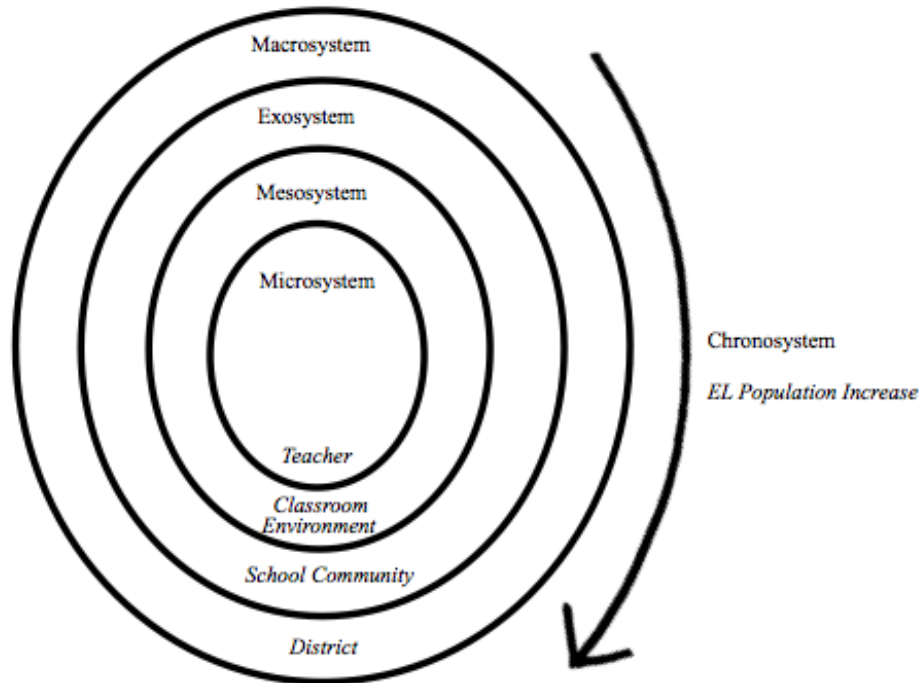 Macrosystem
Exosystem
Mesosystem
Microsystem
Chronosystem
EL Population Increase
Teacher
Classroom
Environment
School Community
District